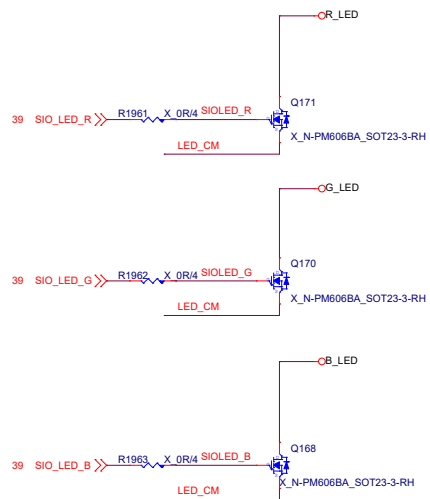 R_LED
Q171
39 SIO_LED_R R1961 X_0R/4 SIOLED_R
X_N-PM606BA_SOT23-3-RH
LED_CM
G_LED
Q170
39 SIO_LED_G R1962 X_0R/4 SIOLED_G
X_N-PM606BA_SOT23-3-RH
LED_CM
B_LED
Q168
39 SIO_LED_B R1963 X_0R/4 SIOLED_B
X_N-PM606BA_SOT23-3-RH
LED_CM